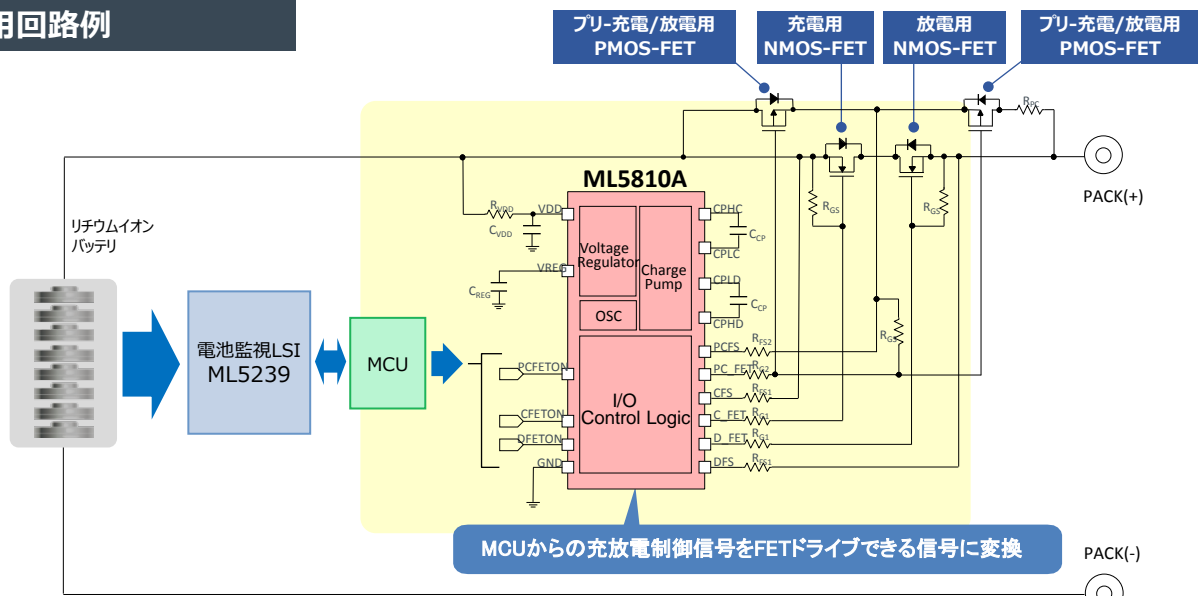 用回路例
プリ-充電/放電用
PMOS-FET
充電用
NMOS-FET
放電用
NMOS-FET
プリ-充電/放電用
PMOS-FET
RPC
PACK(+)
ML5810A
リチウムイオン
バッテリ
RVDD
VDD
CVDD
VREG
CREG
Voltage
Regulator
Charge
Pump
OSC
I/O
Control Logic
CPHC
CCP
CPLC
CPLD
CCP
CPHD
RGS
RGS
RGS
PCFS
RFS2
PC_FET
RG2
CFS
RFS1
C_FET
RG1
D_FET
RG1
DFS
RFS1
電池監視LSI
ML5239
MCU
PCFETON
CFETON
DFETON
GND
MCUからの充放電制御信号をFETドライブできる信号に変換
PACK(-)